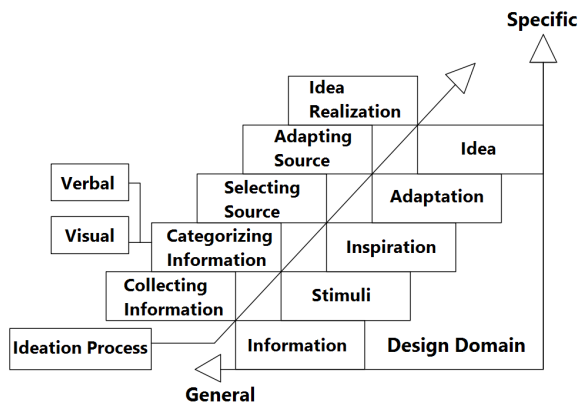 Specific
Idea
Realization
Adapting
Source
Idea
Verbal
Selecting
Source
Adaptation
Visual
Categorizing
Information
Inspiration
Collecting
Information
Stimuli
Ideation Process
Information
Design Domain
General